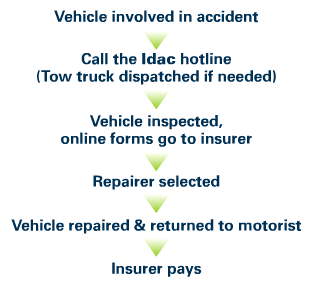 Vehicle involved in accident
Call the Idac hotline
(Tow truck dispatched if needed)
Vehicle inspected,
online forms go to insurer
Repairer selected
Vehicle repaired & returned to motorist
Insurer pays